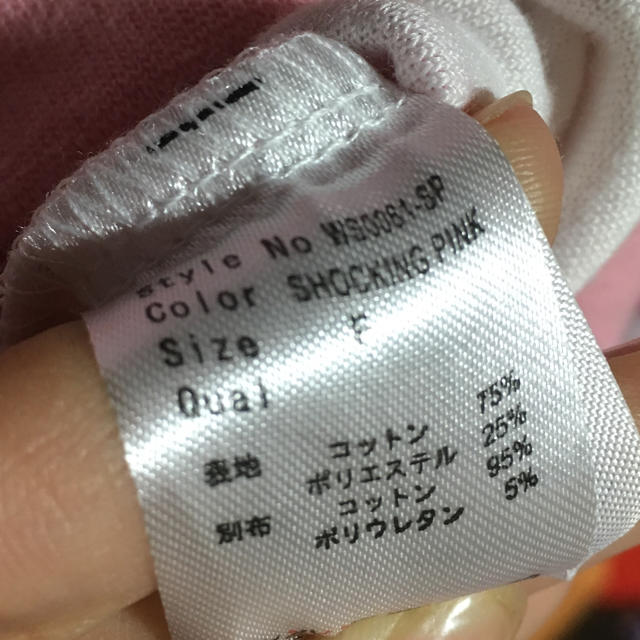 Style No WS0061-SP
Color SHOCKING PINK
Size F
Qual
表地 コットン 75%
ポリエステル 25%
別布 コットン 95%
ポリウレタン 5%